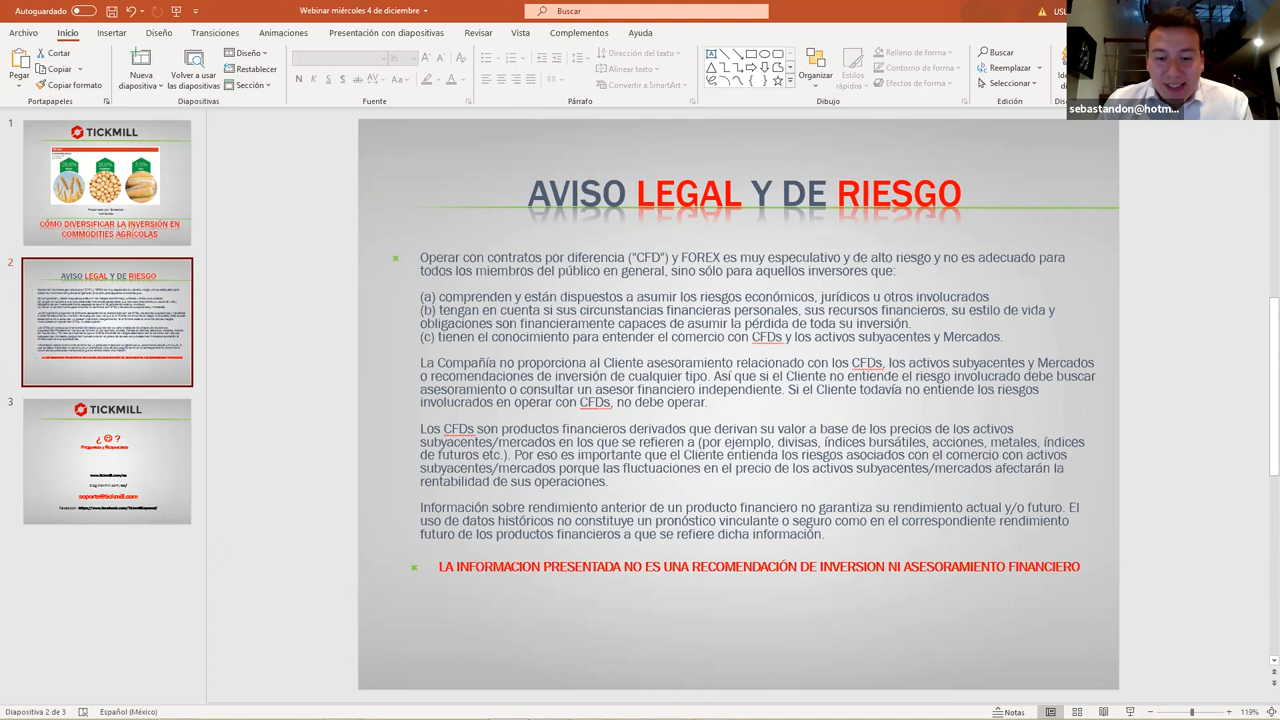 Autoguardado
Webinar miércoles 4 de diciembre
Buscar
Archivo
Inicio
Insertar
Diseño
Transiciones
Animaciones
Presentación con diapositivas
Revisar
Vista
Complementos
Ayuda
Pegar
Cortar
Copiar
Copiar formato
Portapapeles
Nueva
diapositiva
Volver a usar
las diapositivas
Diseño
Restablecer
Sección
Diapositivas
Fuente
Dirección del texto
Alinear texto
Convertir a SmartArt
Párrafo
Organizar
Estilos
rápidos
Relleno de forma
Contorno de forma
Efectos de forma
Dibujo
Buscar
Reemplazar
Seleccionar
Edición
sebastandon@hotm...
1
TICKMILL
CÓMO DIVERSIFICAR LA INVERSIÓN EN
COMMODITIES AGRÍCOLAS
2
AVISO LEGAL Y DE RIESGO
3
TICKMILL
¿ ?
Preguntas y Respuestas
soporte@tickmill.com
AVISO LEGAL Y DE RIESGO
Operar con contratos por diferencia ("CFD") y FOREX es muy especulativo y de alto riesgo y no es adecuado para
todos los miembros del público en general, sino sólo para aquellos inversores que:
(a) comprenden y están dispuestos a asumir los riesgos económicos, jurídicos u otros involucrados
(b) tengan en cuenta si sus circunstancias financieras personales, sus recursos financieros, su estilo de vida y
obligaciones son financieramente capaces de asumir la pérdida de toda su inversión.
(c) tienen el conocimiento para entender el comercio con CFDs y los activos subyacentes y Mercados.
La Compañía no proporciona al Cliente asesoramiento relacionado con los CFDs, los activos subyacentes y Mercados
o recomendaciones de inversión de cualquier tipo. Así que si el Cliente no entiende el riesgo involucrado debe buscar
asesoramiento o consultar un asesor financiero independiente. Si el Cliente todavía no entiende los riesgos
involucrados en operar con CFDs, no debe operar.
Los CFDs son productos financieros derivados que derivan su valor a base de los precios de los activos
subyacentes/mercados en los que se refieren a (por ejemplo, datos de índices bursátiles, acciones, metales, índices
de futuros etc.). Por eso es importante que el Cliente entienda los riesgos asociados con el comercio con activos
subyacentes/mercados porque las fluctuaciones en el precio de los activos subyacentes/mercados afectarán la
rentabilidad de sus operaciones.
Información sobre rendimiento anterior de un producto financiero no garantiza su rendimiento actual y/o futuro. El
uso de datos históricos no constituye un pronóstico vinculante o seguro como en el correspondiente rendimiento
futuro de los productos financieros a que se refiere dicha información.
LA INFORMACION PRESENTADA NO ES UNA RECOMENDACIÓN DE INVERSION NI ASESORAMIENTO FINANCIERO
Diapositiva 2 de 3
Español (México)
Notas
119%